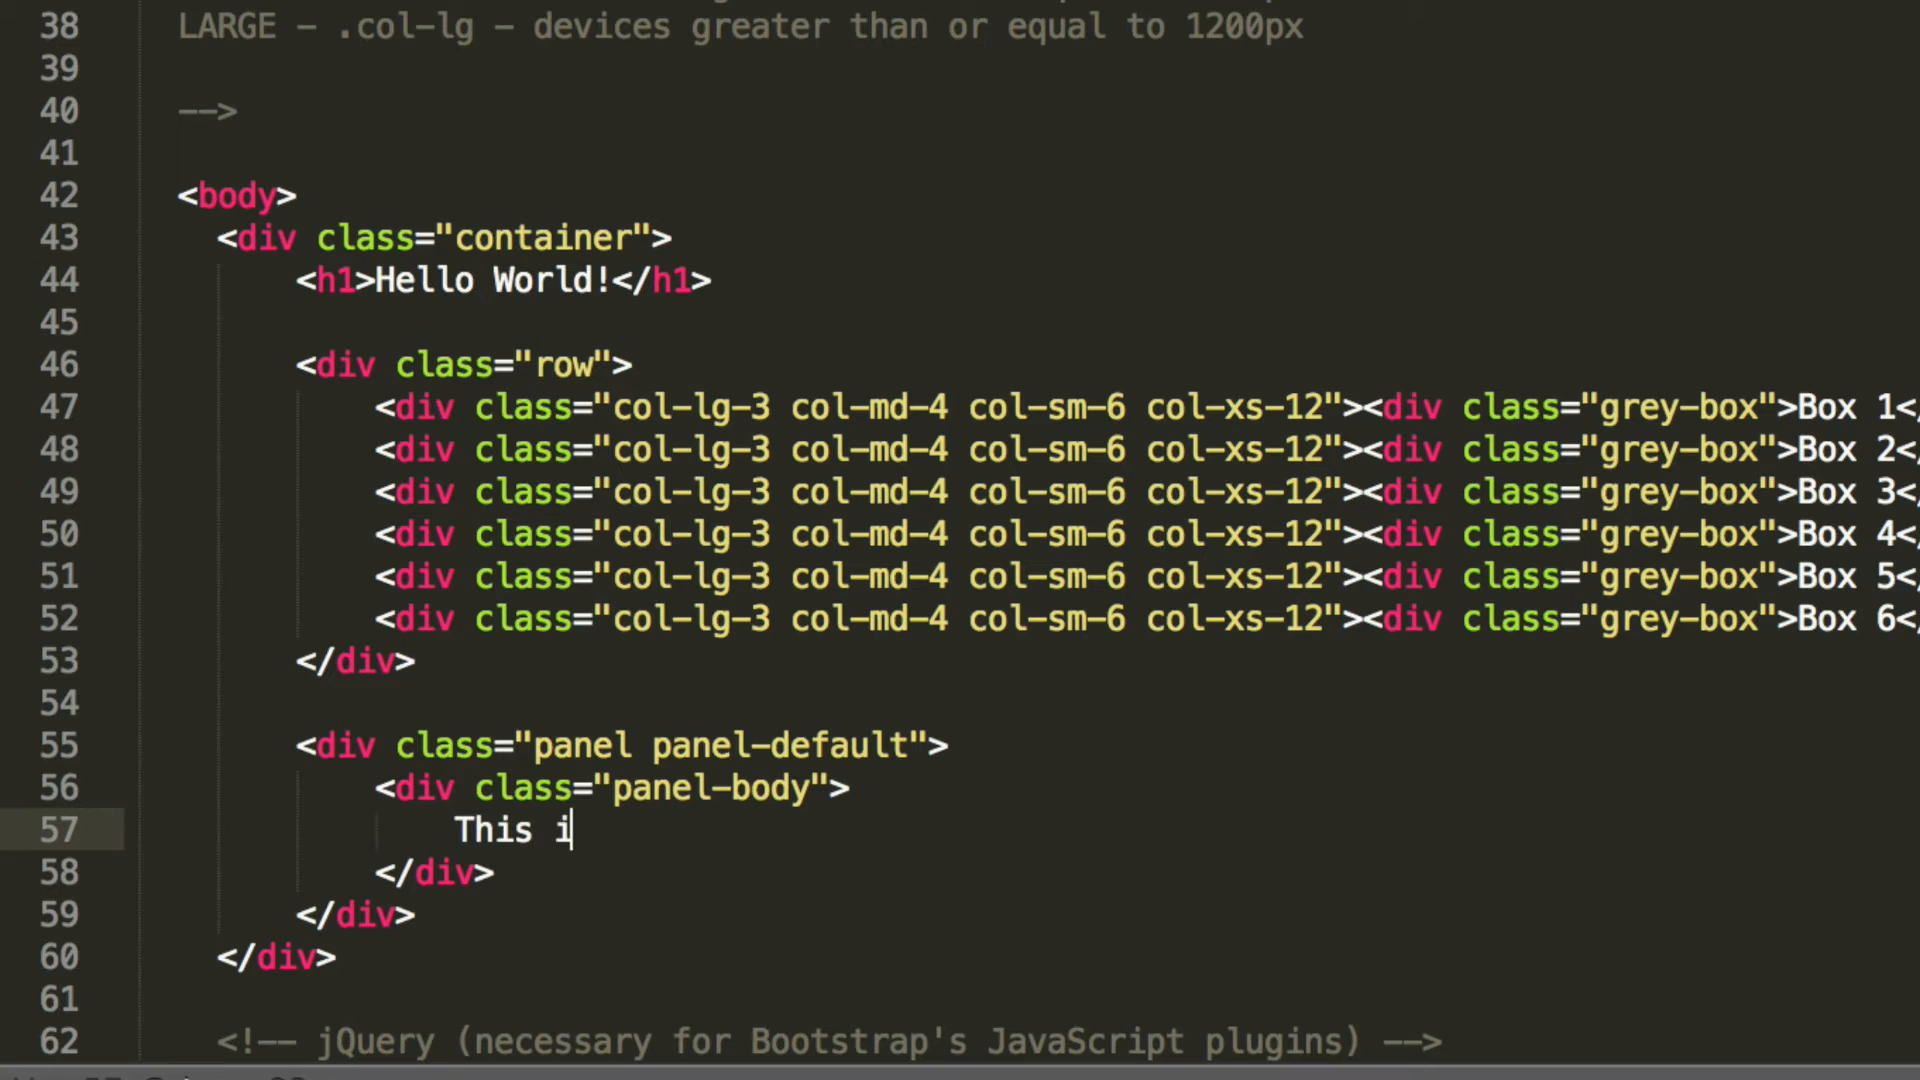 38 LARGE - .col-lg - devices greater than or equal to 1200px
39
40 -->
41
42 <body>
43 <div class="container">
44 <h1>Hello World!</h1>
45
46 <div class="row">
47 <div class="col-lg-3 col-md-4 col-sm-6 col-xs-12"><div class="grey-box">Box 1</
48 <div class="col-lg-3 col-md-4 col-sm-6 col-xs-12"><div class="grey-box">Box 2</
49 <div class="col-lg-3 col-md-4 col-sm-6 col-xs-12"><div class="grey-box">Box 3</
50 <div class="col-lg-3 col-md-4 col-sm-6 col-xs-12"><div class="grey-box">Box 4</
51 <div class="col-lg-3 col-md-4 col-sm-6 col-xs-12"><div class="grey-box">Box 5</
52 <div class="col-lg-3 col-md-4 col-sm-6 col-xs-12"><div class="grey-box">Box 6</
53 </div>
54
55 <div class="panel panel-default">
56 <div class="panel-body">
57 This i
58 </div>
59 </div>
60 </div>
61
62 <!-- jQuery (necessary for Bootstrap's JavaScript plugins) -->